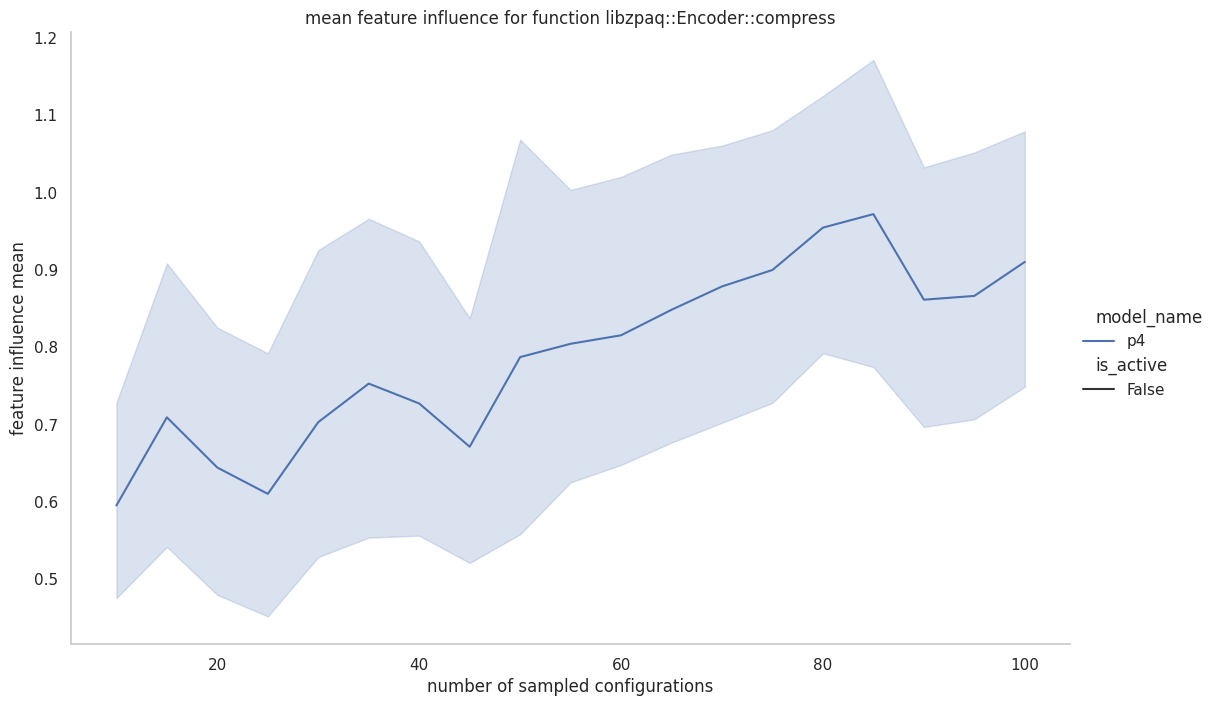 mean feature influence for function libzpaq::Encoder::compress
1.2
1.1
1.0
0.9
0.8
0.7
0.6
0.5
feature influence mean
20 40 60 80 100
number of sampled configurations
model_name
p4
is_active
False